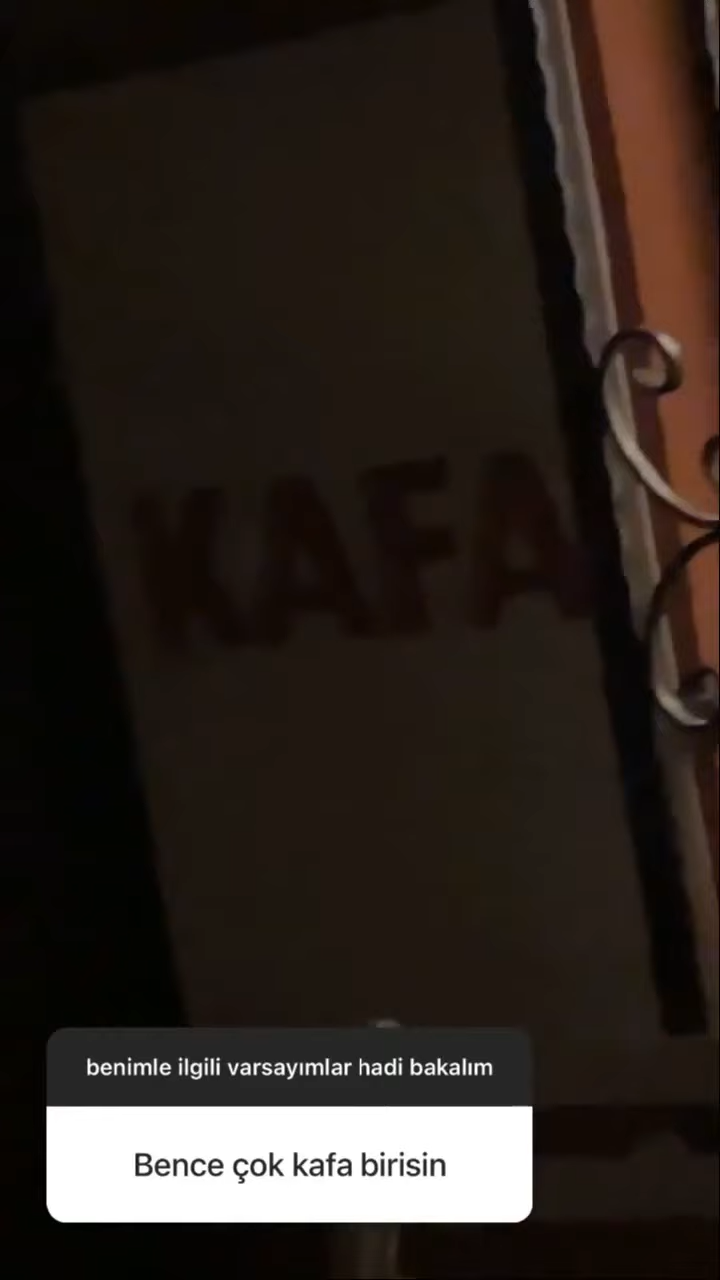 KAFA
benimle ilgili varsayımlar hadi bakalım
Bence çok kafa birisin